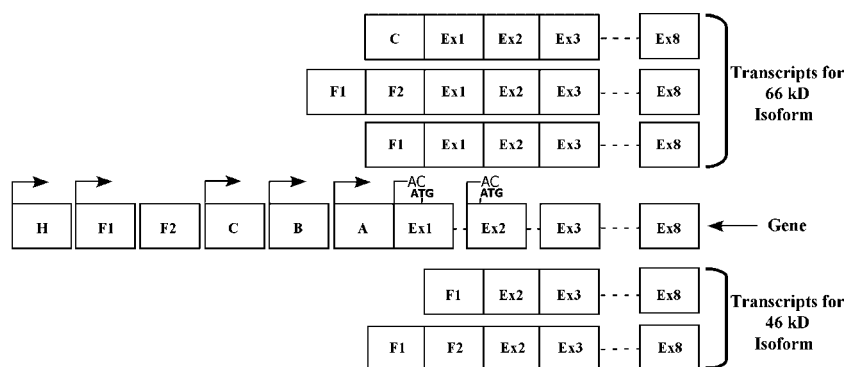 C Ex1 Ex2 Ex3 Ex8
F1 F2 Ex1 Ex2 Ex3 Ex8
F1 Ex1 Ex2 Ex3 Ex8
Transcripts for
66 kD
Isoform
AC AC
ATG ATG
H F1 F2 C B A Ex1 Ex2 Ex3 Ex8 Gene
F1 Ex2 Ex3 Ex8
F1 F2 Ex2 Ex3 Ex8
Transcripts for
46 kD
Isoform